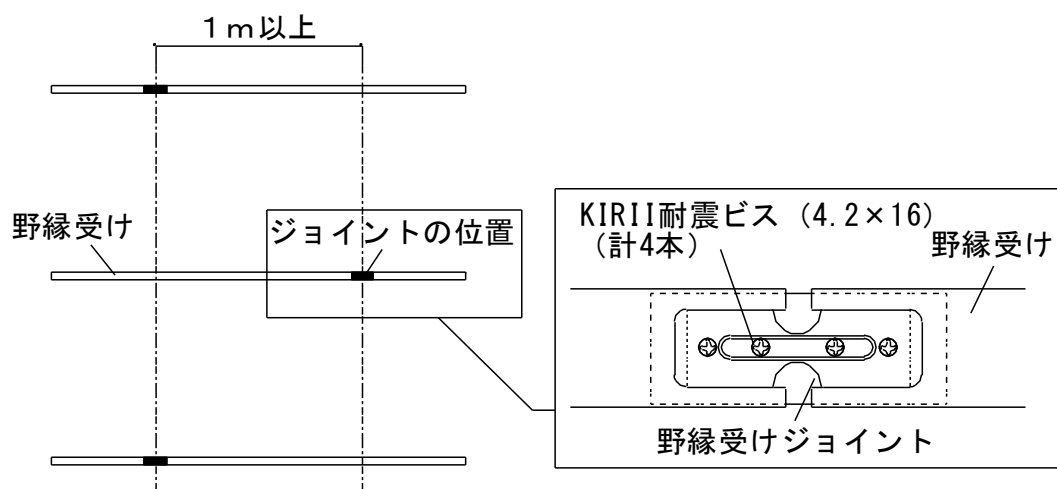 1m以上
野縁受け
ジョイントの位置
KIRII耐震ビス (4.2×16)
(計4本)
野縁受け
野縁受けジョイント